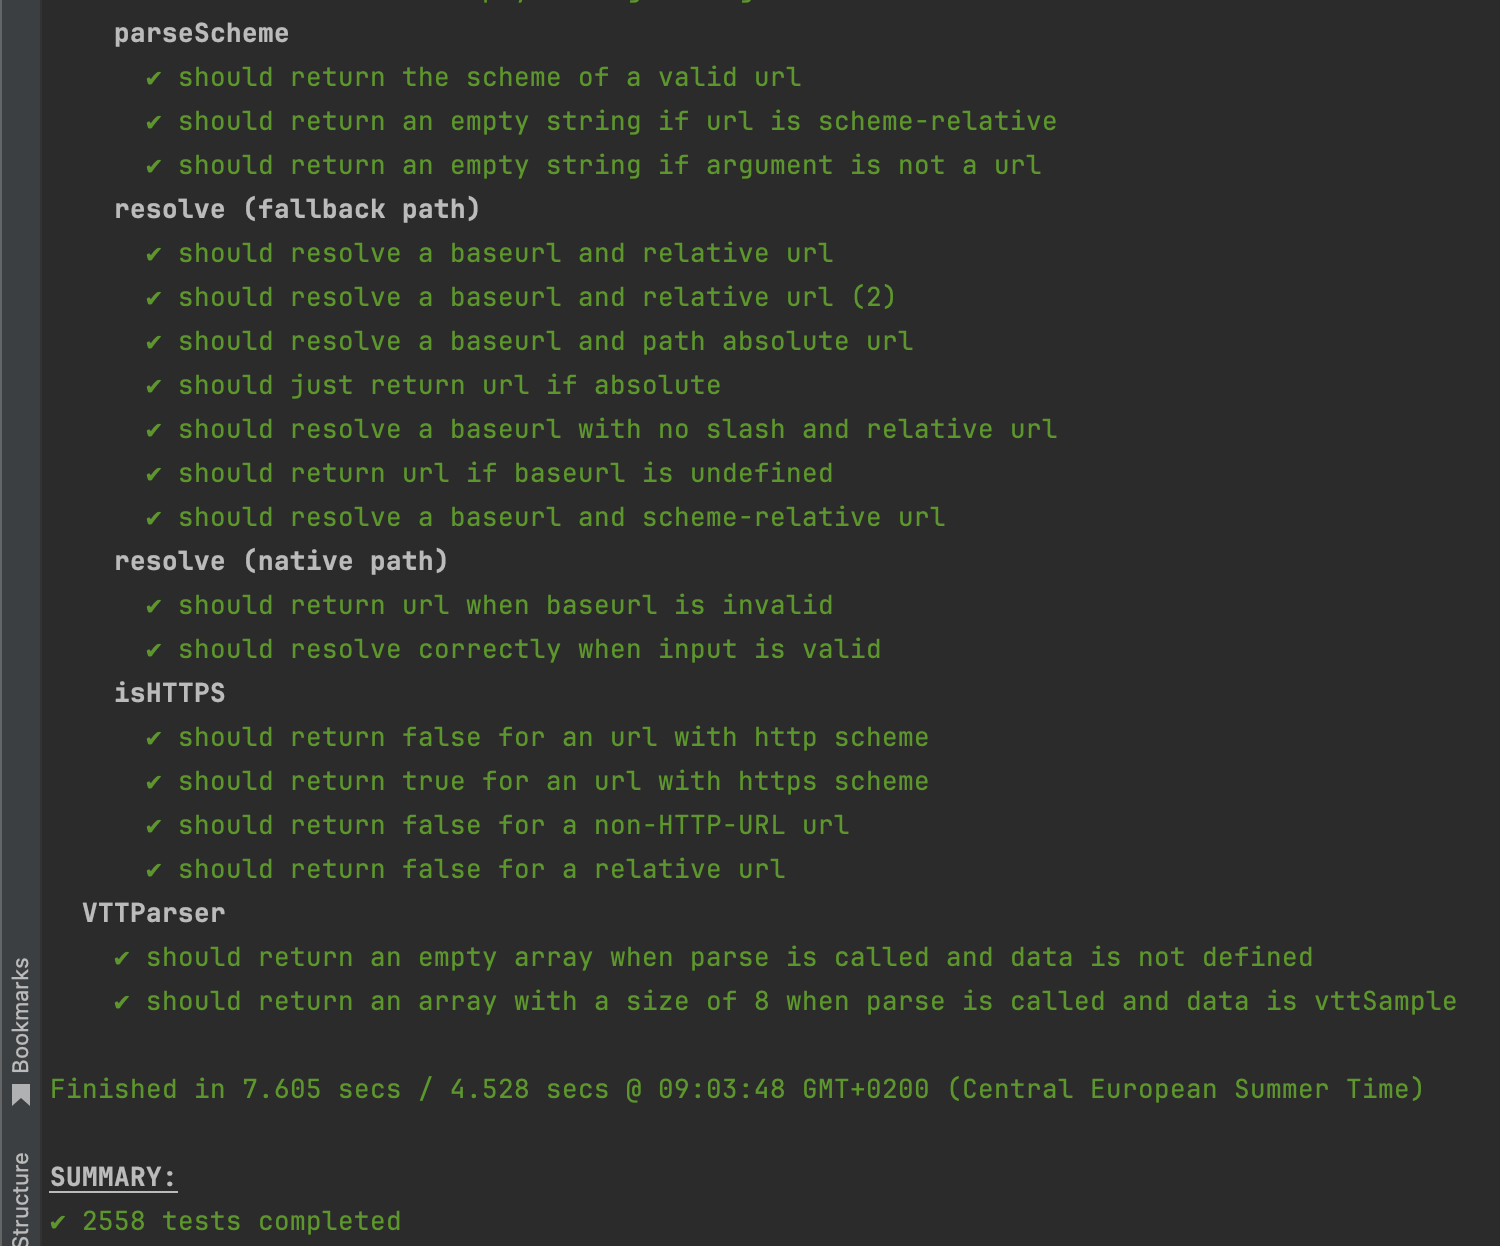 parseScheme
✔ should return the scheme of a valid url
✔ should return an empty string if url is scheme-relative
✔ should return an empty string if argument is not a url
resolve (fallback path)
✔ should resolve a baseurl and relative url
✔ should resolve a baseurl and relative url (2)
✔ should resolve a baseurl and path absolute url
✔ should just return url if absolute
✔ should resolve a baseurl with no slash and relative url
✔ should return url if baseurl is undefined
✔ should resolve a baseurl and scheme-relative url
resolve (native path)
✔ should return url when baseurl is invalid
✔ should resolve correctly when input is valid
isHTTPS
✔ should return false for an url with http scheme
✔ should return true for an url with https scheme
✔ should return false for a non-HTTP-URL url
✔ should return false for a relative url
VTTParser
✔ should return an empty array when parse is called and data is not defined
✔ should return an array with a size of 8 when parse is called and data is vttSample
Finished in 7.605 secs / 4.528 secs @ 09:03:48 GMT+0200 (Central European Summer Time)
SUMMARY:
✔ 2558 tests completed
Bookmarks
Structure